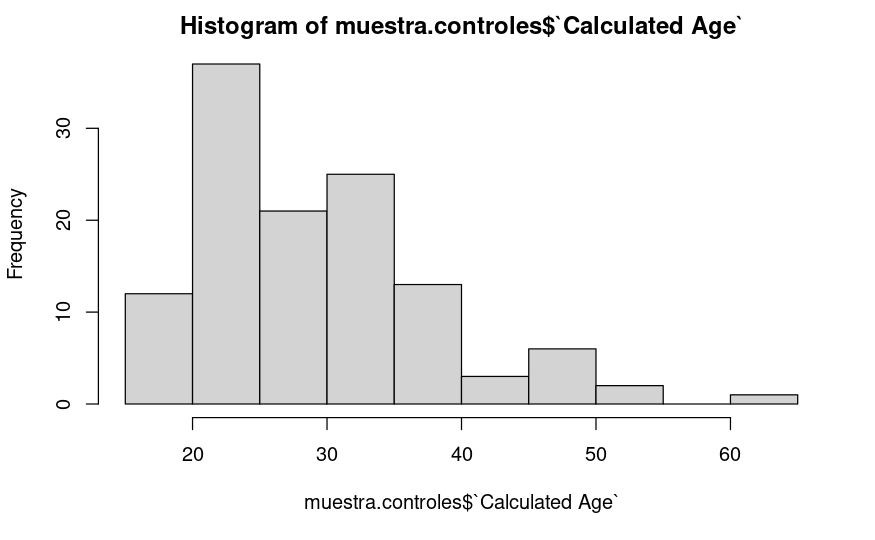 Histogram of muestra.controles$`Calculated Age`
Frequency
30
20
10
0
20 30 40 50 60
muestra.controles$`Calculated Age`